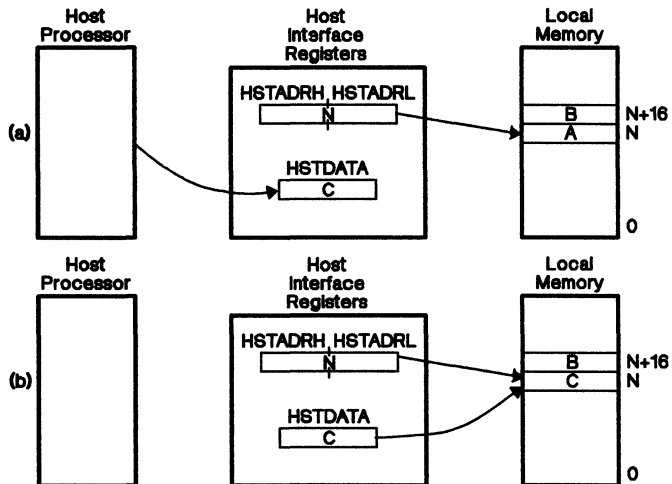 Host Processor
Host Interface Registers
Local Memory
(a)
HSTADRH HSTADRL
N
HSTDATA
C
B
A
N+16
N
0
Host Processor
Host Interface Registers
Local Memory
(b)
HSTADRH HSTADRL
N
HSTDATA
C
B
C
N+16
N
0